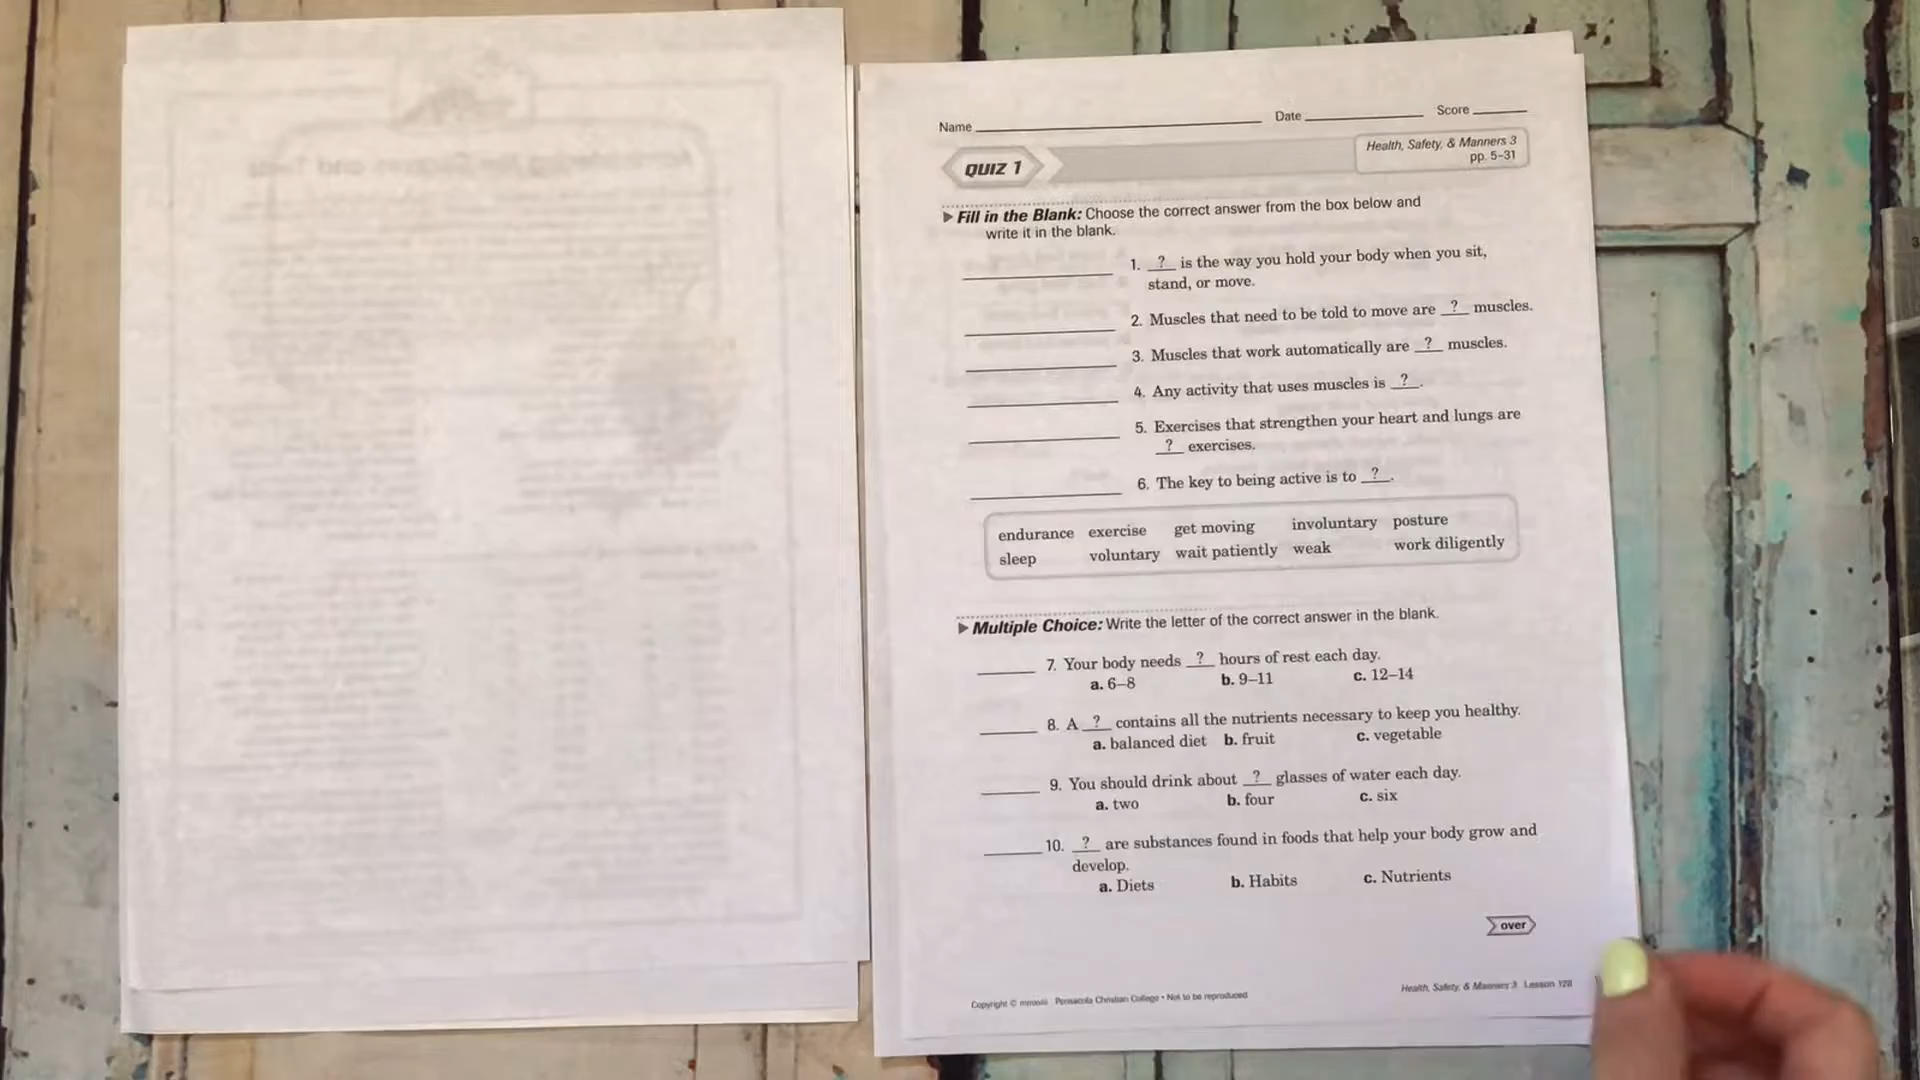 Name Date Score
QUIZ 1
Health, Safety, & Manners 3
pp. 5–31
▶ Fill in the Blank: Choose the correct answer from the box below and
write it in the blank.
1. ? is the way you hold your body when you sit,
stand, or move.
2. Muscles that need to be told to move are ? muscles.
3. Muscles that work automatically are ? muscles.
4. Any activity that uses muscles is ?.
5. Exercises that strengthen your heart and lungs are
? exercises.
6. The key to being active is to ?.
endurance exercise get moving involuntary posture
sleep voluntary wait patiently weak work diligently
▶ Multiple Choice: Write the letter of the correct answer in the blank.
7. Your body needs ? hours of rest each day.
a. 6–8 b. 9–11 c. 12–14
8. A ? contains all the nutrients necessary to keep you healthy.
a. balanced diet b. fruit c. vegetable
9. You should drink about ? glasses of water each day.
a. two b. four c. six
10. ? are substances found in foods that help your body grow and
develop.
a. Diets b. Habits c. Nutrients
over
Copyright © Pensacola Christian College • Not to be reproduced
Health, Safety, & Manners 3 Lesson